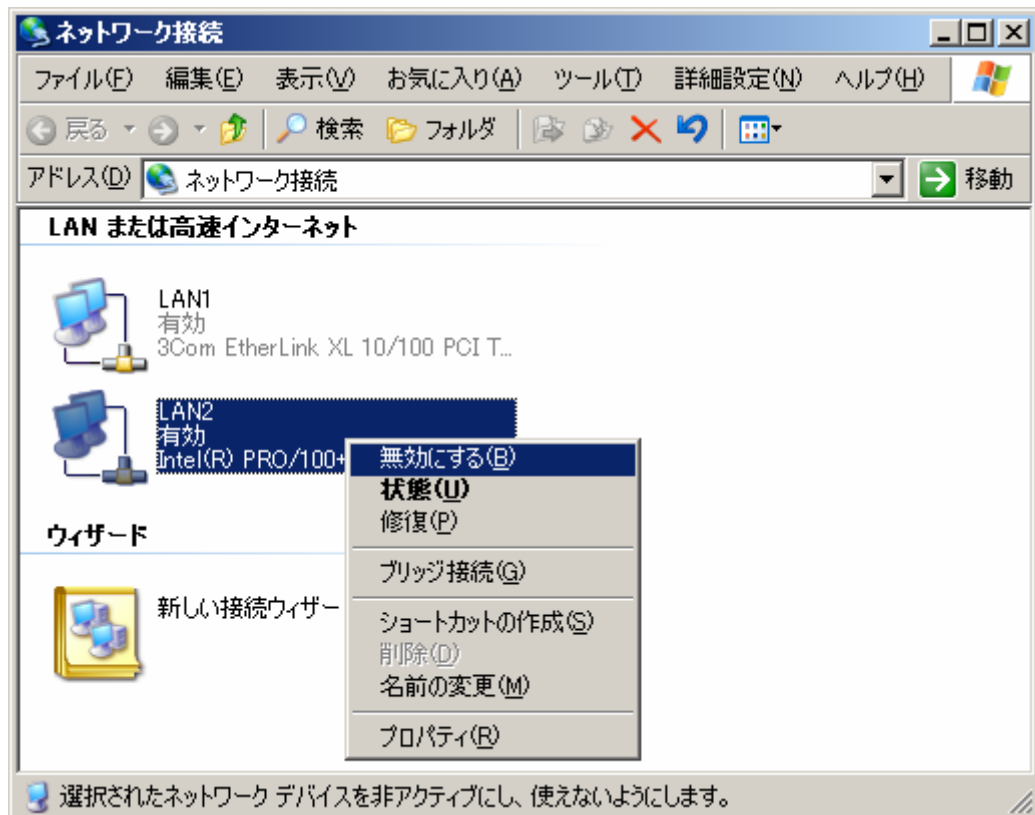 ネットワーク接続
ファイル(F) 編集(E) 表示(V) お気に入り(A) ツール(T) 詳細設定(N) ヘルプ(H)
戻る 検索 フォルダ
アドレス(D) ネットワーク接続 移動
LAN または高速インターネット
LAN1
有効
3Com EtherLink XL 10/100 PCI T...
LAN2
有効
Intel(R) PRO/100+
無効にする(B)
状態(U)
修復(P)
ブリッジ接続(G)
ショートカットの作成(S)
削除(D)
名前の変更(M)
プロパティ(R)
ウィザード
新しい接続ウィザー
選択されたネットワーク デバイスを非アクティブにし、使えないようにします。